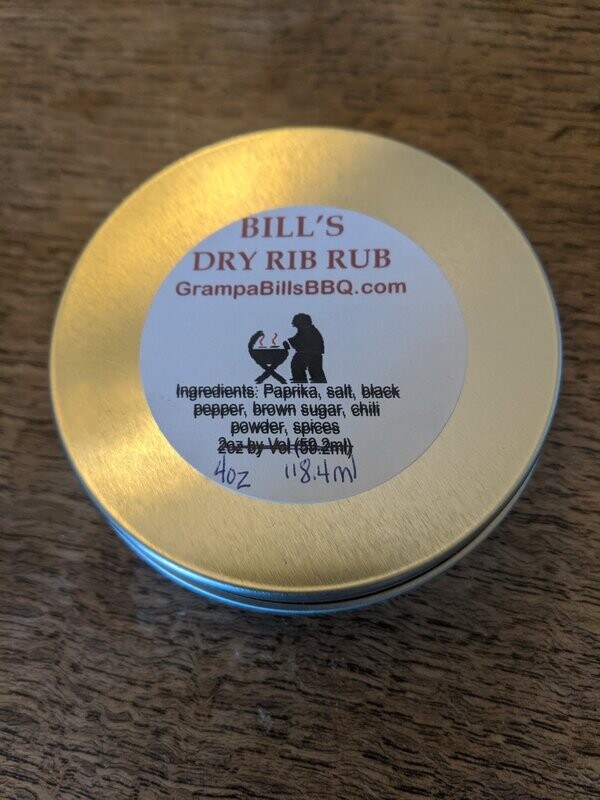 BILL'S
DRY RIB RUB
GrampaBillsBBQ.com
Ingredients: Paprika, salt, black
pepper, brown sugar, chili
powder, spices
2oz by Vol (59.2ml)
4oz 118.4ml